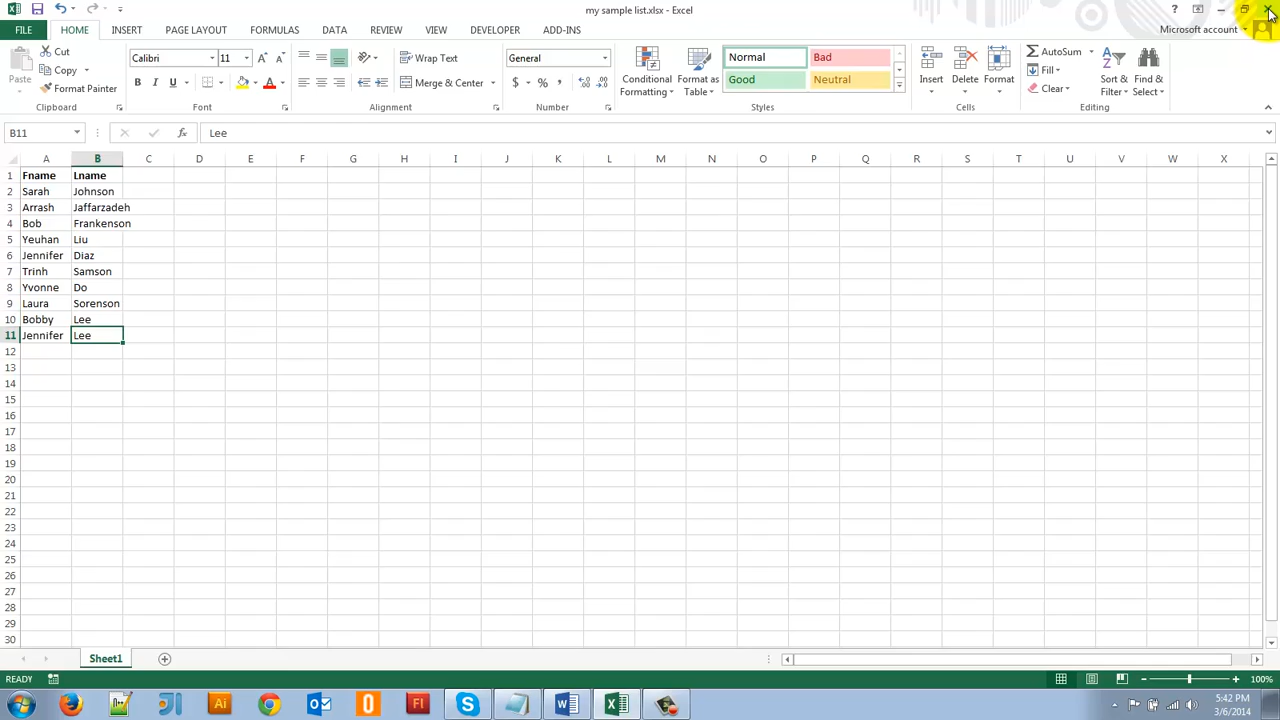 my sample list.xlsx - Excel
?
FILE HOME INSERT PAGE LAYOUT FORMULAS DATA REVIEW VIEW DEVELOPER ADD-INS Microsoft account
Paste
Cut
Copy
Format Painter
Clipboard
Calibri 11
B I U
Font
Wrap Text
Merge & Center
Alignment
General
$ % ,
Number
Conditional Formatting
Format as Table
Normal Bad
Good Neutral
Styles
Insert Delete Format
Cells
AutoSum
Fill
Clear
Sort & Filter
Find & Select
Editing
B11 fx Lee
A B C D E F G H I J K L M N O P Q R S T U V W X
1 Fname Lname
2 Sarah Johnson
3 Arrash Jaffarzadeh
4 Bob Frankenson
5 Yeuhan Liu
6 Jennifer Diaz
7 Trinh Samson
8 Yvonne Do
9 Laura Sorenson
10 Bobby Lee
11 Jennifer Lee
12
13
14
15
16
17
18
19
20
21
22
23
24
25
26
27
28
29
30
Sheet1
READY 100%
Ai Fl
5:42 PM
3/6/2014